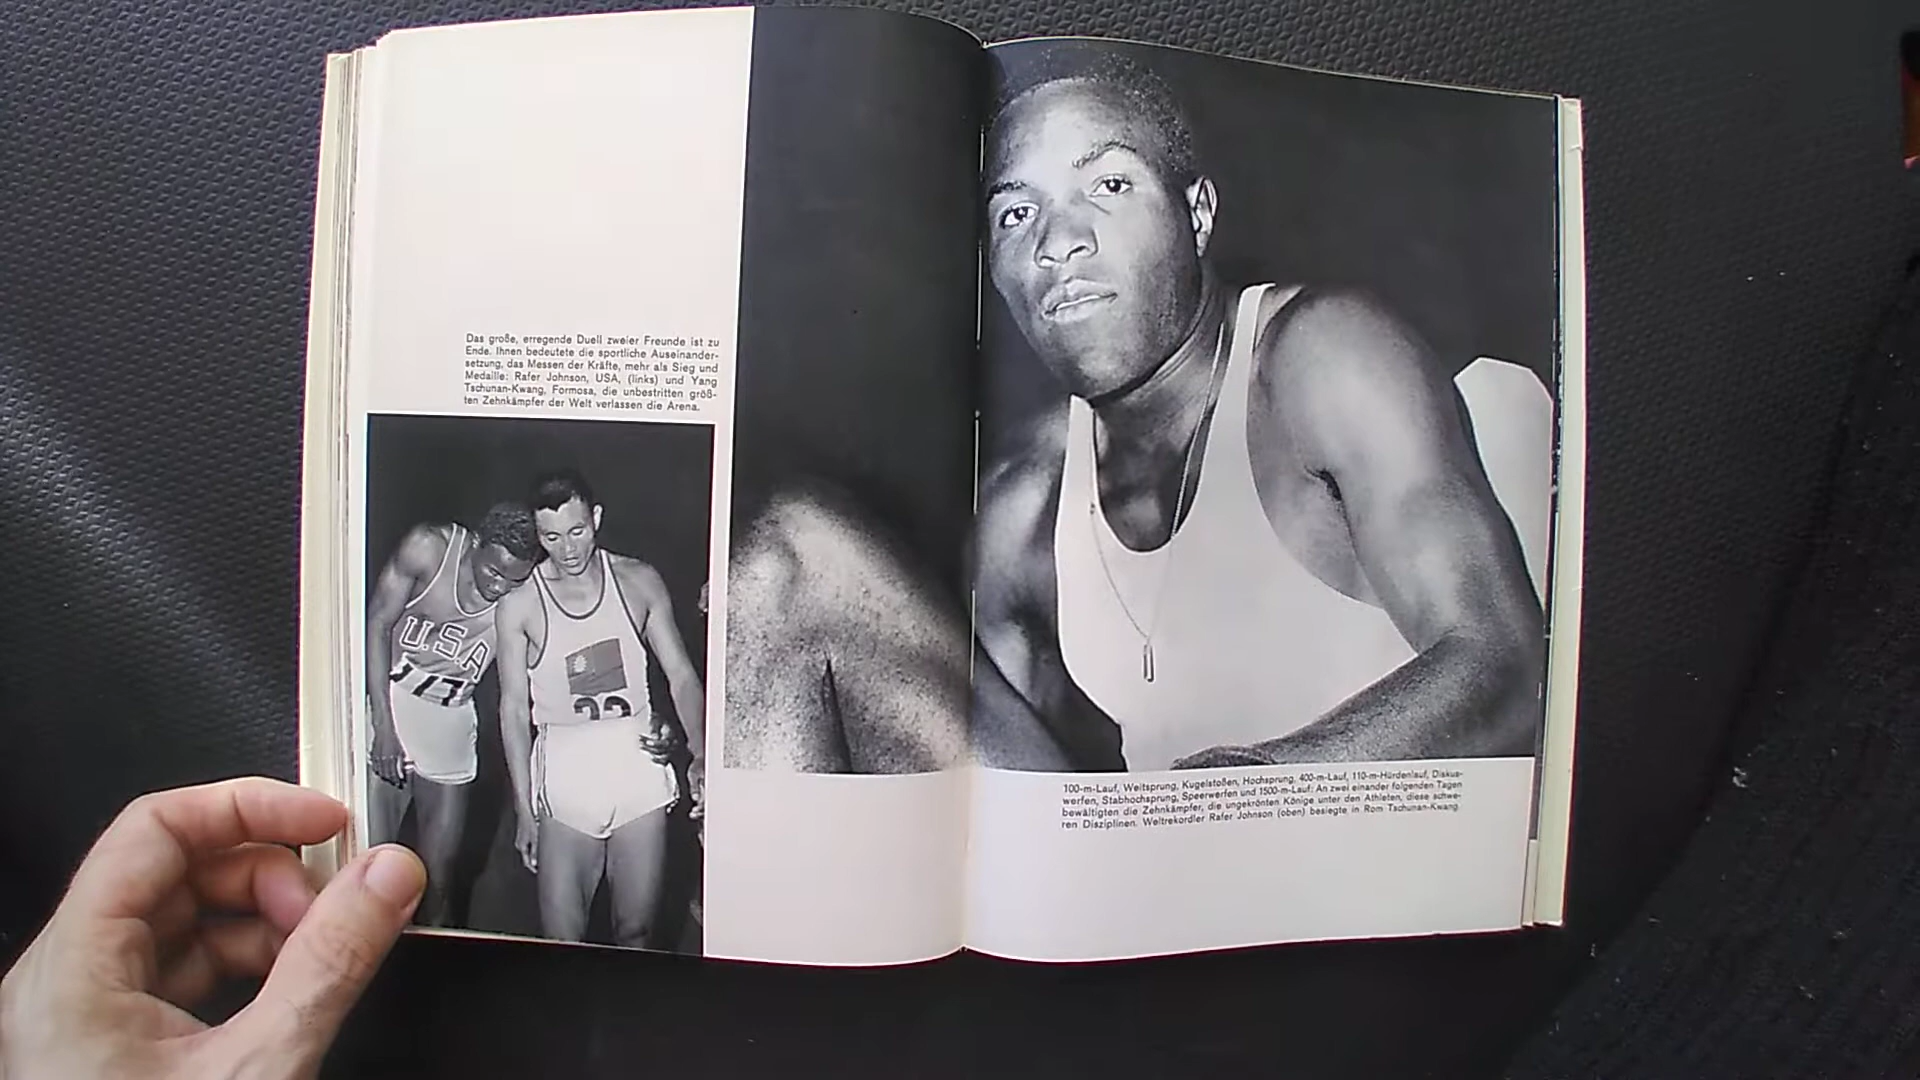 Das große, erregende Duell zweier Freunde ist zu
Ende. Ihnen bedeutete die sportliche Auseinander-
setzung, das Messen der Kräfte, mehr als Sieg und
Medaille: Rafer Johnson, USA, (links) und Yang
Tschunan-Kwang, Formosa, die unbestritten größ-
ten Zehnkämpfer der Welt verlassen die Arena.
U.S.A
100-m-Lauf, Weitsprung, Kugelstoßen, Hochsprung, 400-m-Lauf, 110-m-Hürdenlauf, Diskus-
werfen, Stabhochsprung, Speerwerfen und 1500-m-Lauf: An zwei einander folgenden Tagen
bewältigten die Zehnkämpfer, die ungekrönten Könige unter den Athleten, diese schwe-
ren Disziplinen. Weltrekordler Rafer Johnson (oben) besiegte in Rom Tschunan-Kwang.